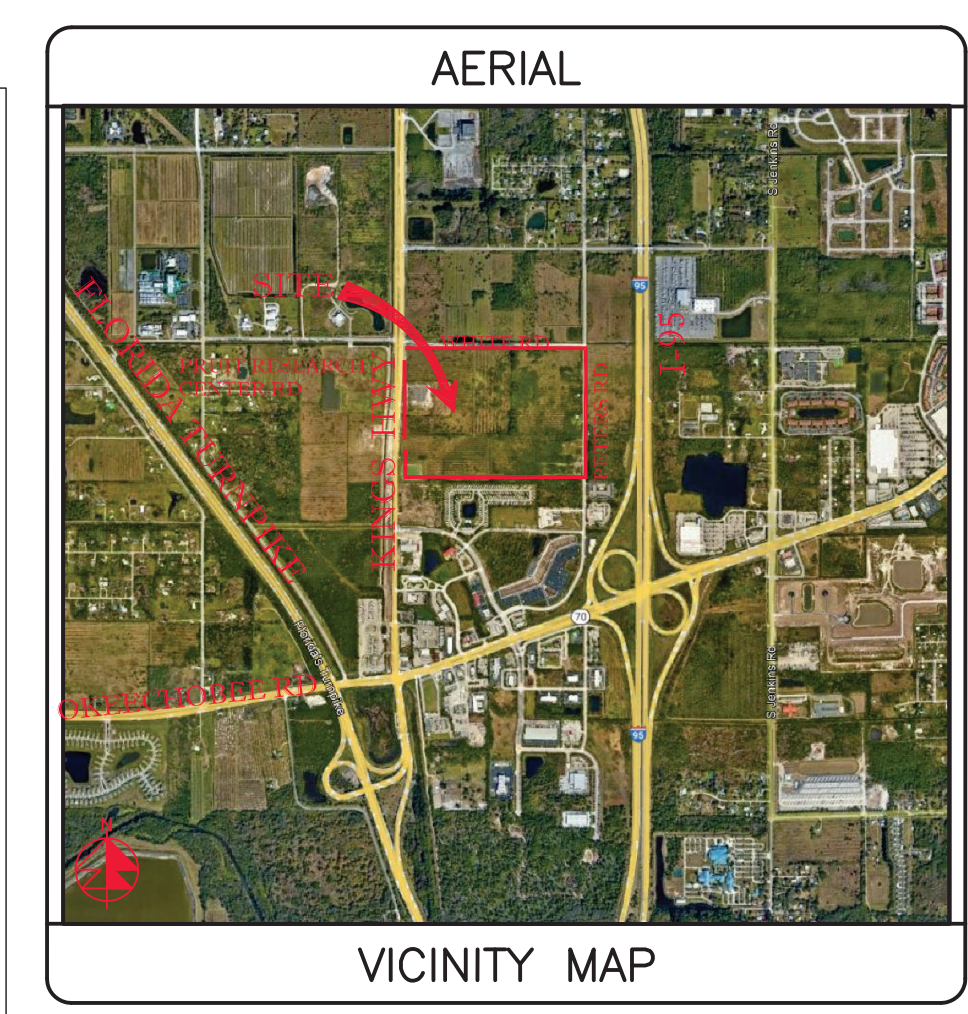 AERIAL
S Jenkins Rd
95
SITE
FLORIDA TURNPIKE
WHITE RD
I-95
PRUIT RESEARCH
CENTER RD
KINGS HWY
PETERS RD
70
Florida's Turnpike
OKEECHOBEE RD
S Jenkins Rd
95
N
VICINITY MAP